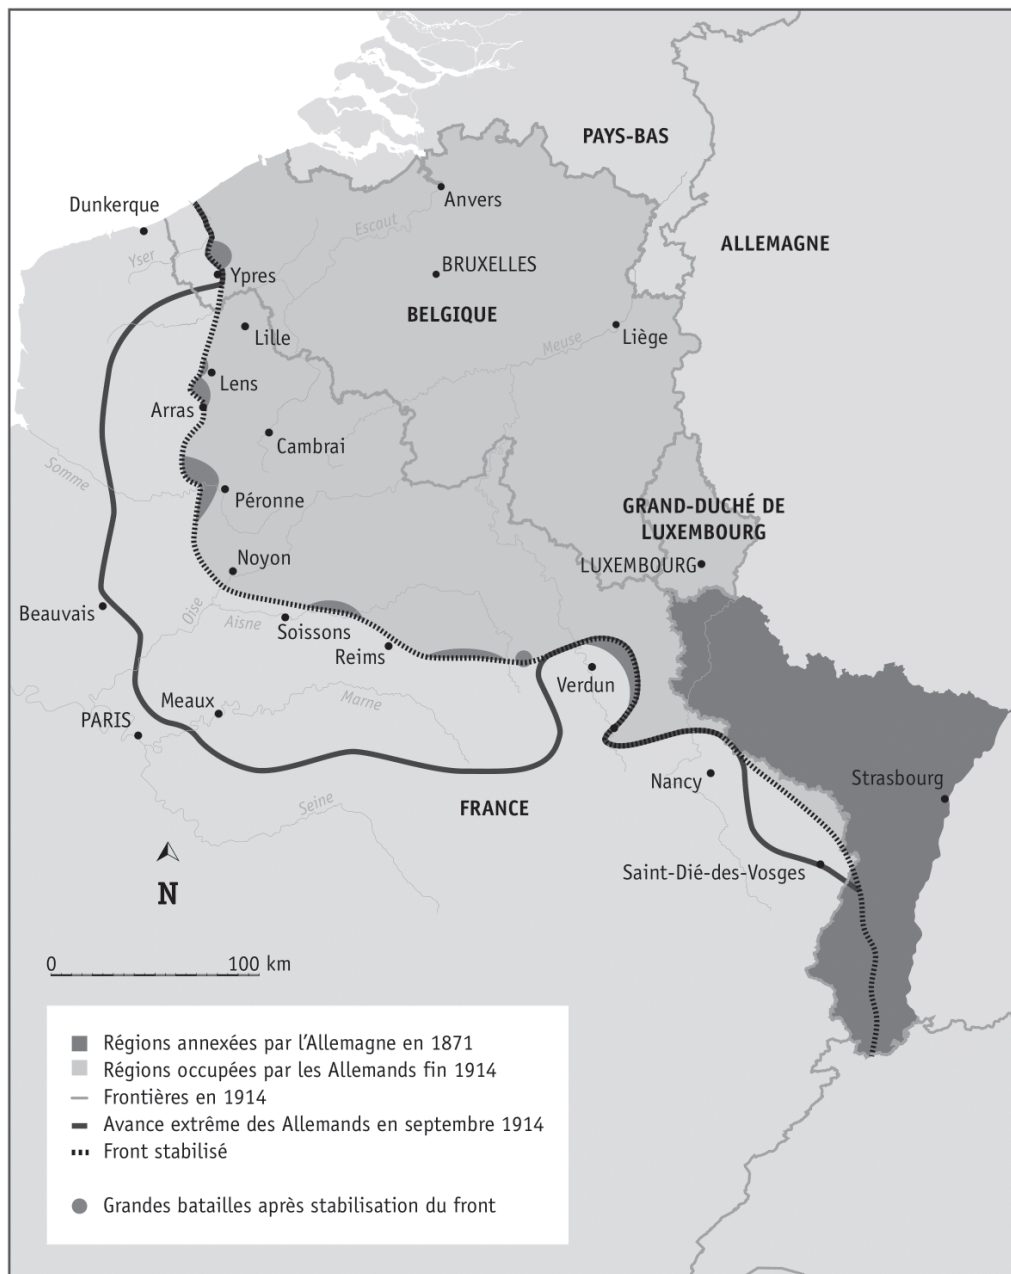 PAYS-BAS
Dunkerque
Anvers
Escaut
Yser
ALLEMAGNE
BRUXELLES
Ypres
BELGIQUE
Lille
Meuse
Liège
Lens
Arras
Cambrai
Somme
Péronne
GRAND-DUCHÉ DE
LUXEMBOURG
Noyon
LUXEMBOURG
Oise
Beauvais
Aisne
Soissons
Reims
Verdun
Meaux
Marne
PARIS
Nancy
Strasbourg
Seine
FRANCE
Saint-Dié-des-Vosges
N
0 100 km
Régions annexées par l'Allemagne en 1871
Régions occupées par les Allemands fin 1914
Frontières en 1914
Avance extrême des Allemands en septembre 1914
Front stabilisé
Grandes batailles après stabilisation du front